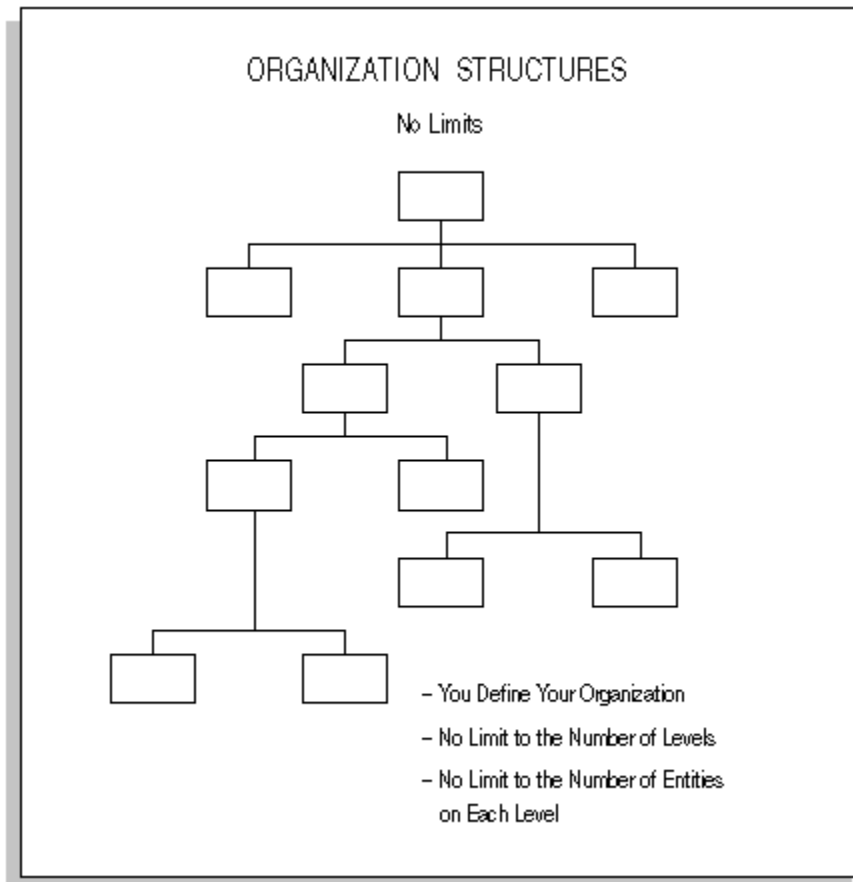 ORGANIZATION STRUCTURES
No Limits
– You Define Your Organization
– No Limit to the Number of Levels
– No Limit to the Number of Entities
on Each Level